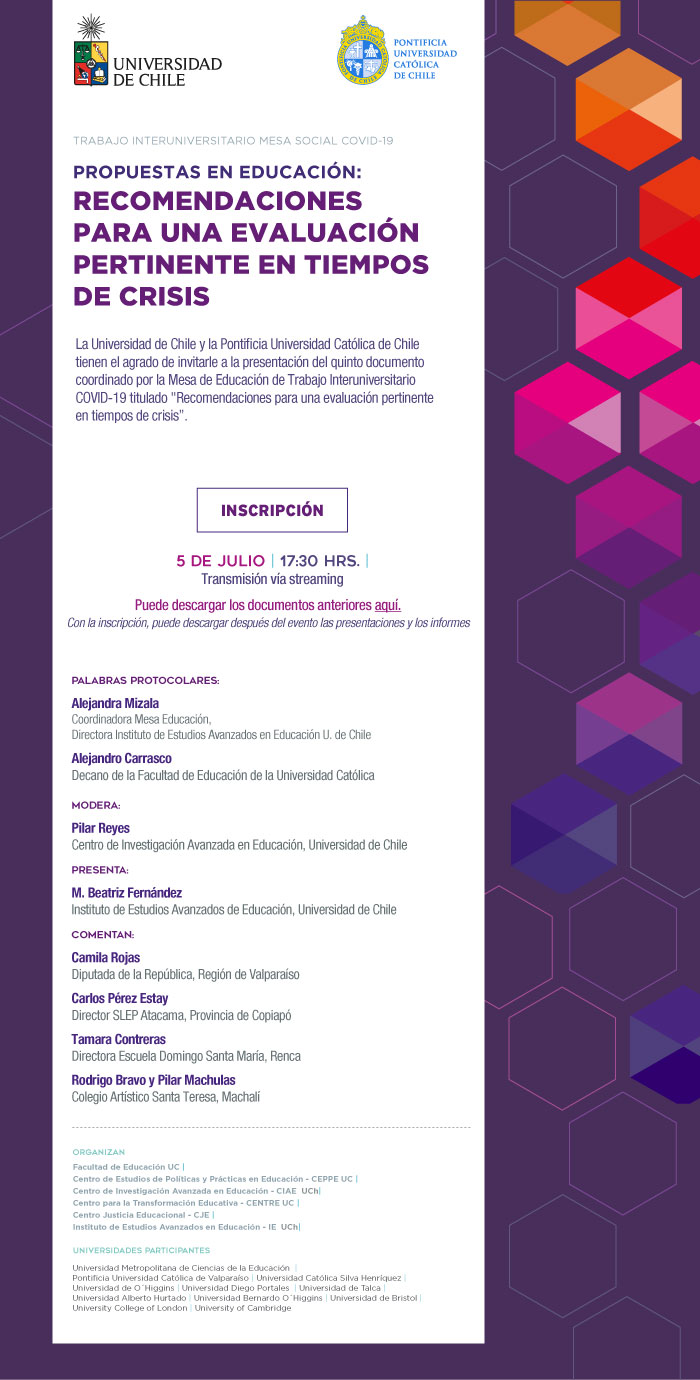 UNIVERSIDAD
DE CHILE
PONTIFICIA
UNIVERSIDAD
CATÓLICA
DE CHILE
TRABAJO INTERUNIVERSITARIO MESA SOCIAL COVID-19
PROPUESTAS EN EDUCACIÓN:
RECOMENDACIONES
PARA UNA EVALUACIÓN
PERTINENTE EN TIEMPOS
DE CRISIS
La Universidad de Chile y la Pontificia Universidad Católica de Chile
tienen el agrado de invitarle a la presentación del quinto documento
coordinado por la Mesa de Educación de Trabajo Interuniversitario
COVID-19 titulado "Recomendaciones para una evaluación pertinente
en tiempos de crisis".
INSCRIPCIÓN
5 DE JULIO | 17:30 HRS. |
Transmisión vía streaming
Puede descargar los documentos anteriores aquí.
Con la inscripción, puede descargar después del evento las presentaciones y los informes
PALABRAS PROTOCOLARES:
Alejandra Mizala
Coordinadora Mesa Educación,
Directora Instituto de Estudios Avanzados en Educación U. de Chile
Alejandro Carrasco
Decano de la Facultad de Educación de la Universidad Católica
MODERA:
Pilar Reyes
Centro de Investigación Avanzada en Educación, Universidad de Chile
PRESENTA:
M. Beatriz Fernández
Instituto de Estudios Avanzados de Educación, Universidad de Chile
COMENTAN:
Camila Rojas
Diputada de la República, Región de Valparaíso
Carlos Pérez Estay
Director SLEP Atacama, Provincia de Copiapó
Tamara Contreras
Directora Escuela Domingo Santa María, Renca
Rodrigo Bravo y Pilar Machulas
Colegio Artístico Santa Teresa, Machalí
ORGANIZAN
Facultad de Educación UC |
Centro de Estudios de Políticas y Prácticas en Educación - CEPPE UC |
Centro de Investigación Avanzada en Educación - CIAE UCh|
Centro para la Transformación Educativa - CENTRE UC |
Centro Justicia Educacional - CJE |
Instituto de Estudios Avanzados en Educación - IE UCh|
UNIVERSIDADES PARTICIPANTES
Universidad Metropolitana de Ciencias de la Educación |
Pontificia Universidad Católica de Valparaíso | Universidad Católica Silva Henríquez |
Universidad de O´Higgins | Universidad Diego Portales | Universidad de Talca |
Universidad Alberto Hurtado | Universidad Bernardo O´Higgins | Universidad de Bristol |
University College of London | University of Cambridge